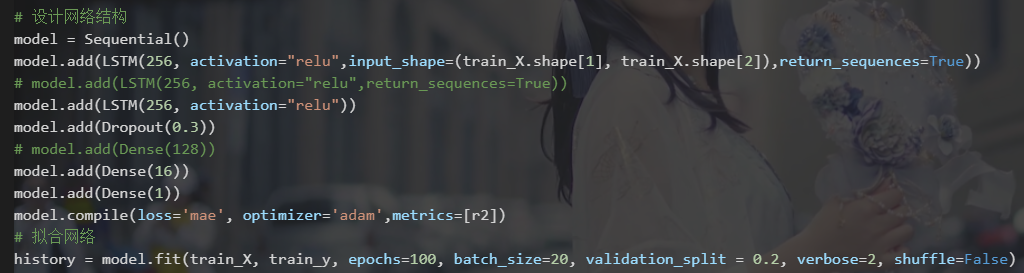 # 设计网络结构
model = Sequential()
model.add(LSTM(256, activation="relu",input_shape=(train_X.shape[1], train_X.shape[2]),return_sequences=True))
# model.add(LSTM(256, activation="relu",return_sequences=True))
model.add(LSTM(256, activation="relu"))
model.add(Dropout(0.3))
# model.add(Dense(128))
model.add(Dense(16))
model.add(Dense(1))
model.compile(loss='mae', optimizer='adam',metrics=[r2])
# 拟合网络
history = model.fit(train_X, train_y, epochs=100, batch_size=20, validation_split = 0.2, verbose=2, shuffle=False)